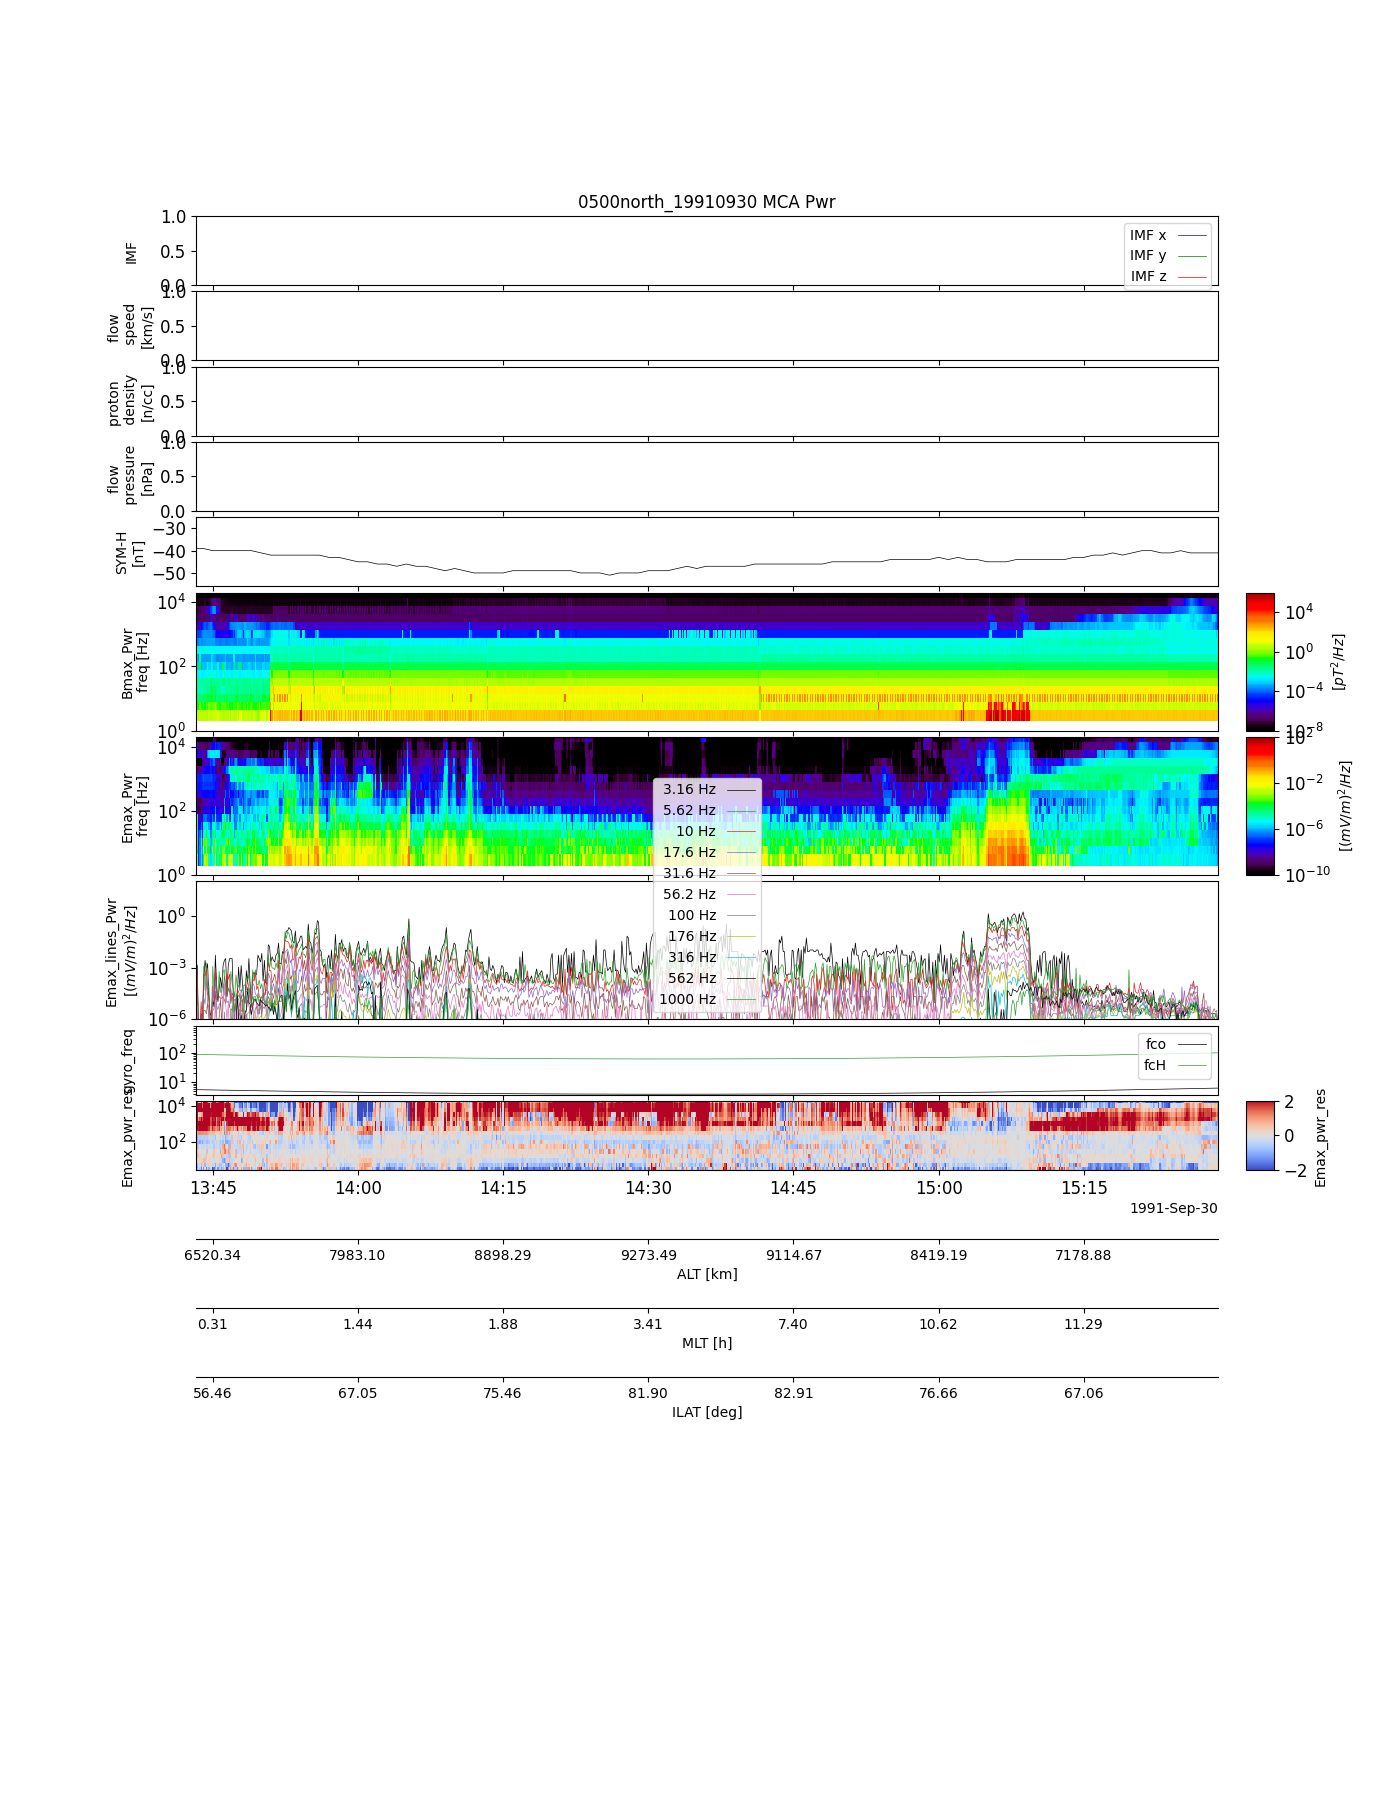 0500north_19910930 MCA Pwr
1.0
0.5
0.0
IMF
IMF x
IMF y
IMF z
1.0
0.5
0.0
flow
speed
[km/s]
1.0
0.5
0.0
proton
density
[n/cc]
1.0
0.5
0.0
flow
pressure
[nPa]
−30
−40
−50
SYM-H
[nT]
10^4
10^2
10^0
Bmax_Pwr
freq [Hz]
10^4
10^0
10^−4
10^−8
[pT^2/Hz]
10^4
10^2
10^0
Emax_Pwr
freq [Hz]
10^2
10^−2
10^−6
10^−10
[(mV/m)^2/Hz]
3.16 Hz
5.62 Hz
10 Hz
17.6 Hz
31.6 Hz
56.2 Hz
100 Hz
176 Hz
316 Hz
562 Hz
1000 Hz
10^0
10^−3
10^−6
Emax_lines_Pwr
[(mV/m)^2/Hz]
10^2
10^1
gyro_freq
fco
fcH
10^4
10^2
Emax_pwr_res
2
0
−2
Emax_pwr_res
13:45 14:00 14:15 14:30 14:45 15:00 15:15
1991-Sep-30
6520.34 7983.10 8898.29 9273.49 9114.67 8419.19 7178.88
ALT [km]
0.31 1.44 1.88 3.41 7.40 10.62 11.29
MLT [h]
56.46 67.05 75.46 81.90 82.91 76.66 67.06
ILAT [deg]